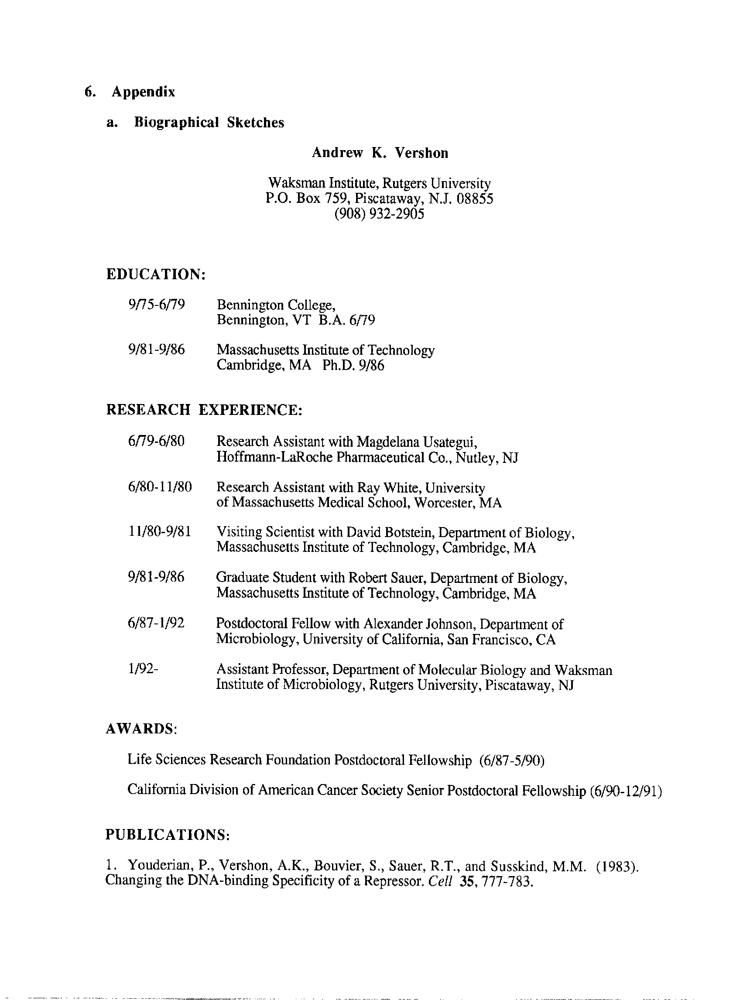 6. Appendix
a. Biographical Sketches
Andrew K. Vershon
Waksman Institute, Rutgers University
P.O. Box 759, Piscataway, N.J. 08855
(908) 932-2905
EDUCATION:
9/75-6/79 Bennington College,
Bennington, VT B.A. 6/79
9/81-9/86 Massachusetts Institute of Technology
Cambridge, MA Ph.D. 9/86
RESEARCH EXPERIENCE:
6/79-6/80 Research Assistant with Magdelana Usategui,
Hoffmann-LaRoche Pharmaceutical Co., Nutley, NJ
6/80-11/80 Research Assistant with Ray White, University
of Massachusetts Medical School, Worcester, MA
11/80-9/81 Visiting Scientist with David Botstein, Department of Biology,
Massachusetts Institute of Technology, Cambridge, MA
9/81-9/86 Graduate Student with Robert Sauer, Department of Biology,
Massachusetts Institute of Technology, Cambridge, MA
6/87-1/92 Postdoctoral Fellow with Alexander Johnson, Department of
Microbiology, University of California, San Francisco, CA
1/92- Assistant Professor, Department of Molecular Biology and Waksman
Institute of Microbiology, Rutgers University, Piscataway, NJ
AWARDS:
Life Sciences Research Foundation Postdoctoral Fellowship (6/87-5/90)
California Division of American Cancer Society Senior Postdoctoral Fellowship (6/90-12/91)
PUBLICATIONS:
1. Youderian, P., Vershon, A.K., Bouvier, S., Sauer, R.T., and Susskind, M.M. (1983).
Changing the DNA-binding Specificity of a Repressor. Cell 35, 777-783.